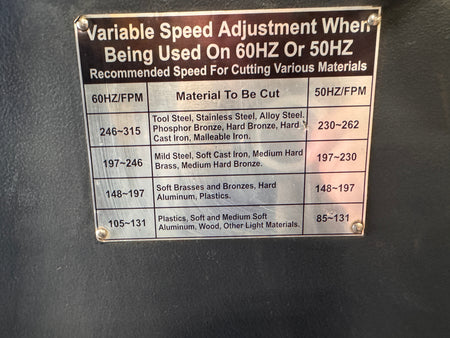 Variable Speed Adjustment When
Being Used On 60HZ Or 50HZ
Recommended Speed For Cutting Various Materials
60HZ/FPM Material To Be Cut 50HZ/FPM
246~315 Tool Steel, Stainless Steel, Alloy Steel. 230~262
Phosphor Bronze, Hard Bronze, Hard
Cast Iron, Malleable Iron.
197~246 Mild Steel, Soft Cast Iron, Medium Hard 197~230
Brass, Medium Hard Bronze.
148~197 Soft Brasses and Bronzes, Hard 148~197
Aluminum, Plastics.
105~131 Plastics, Soft and Medium Soft 85~131
Aluminum, Wood, Other Light Materials.